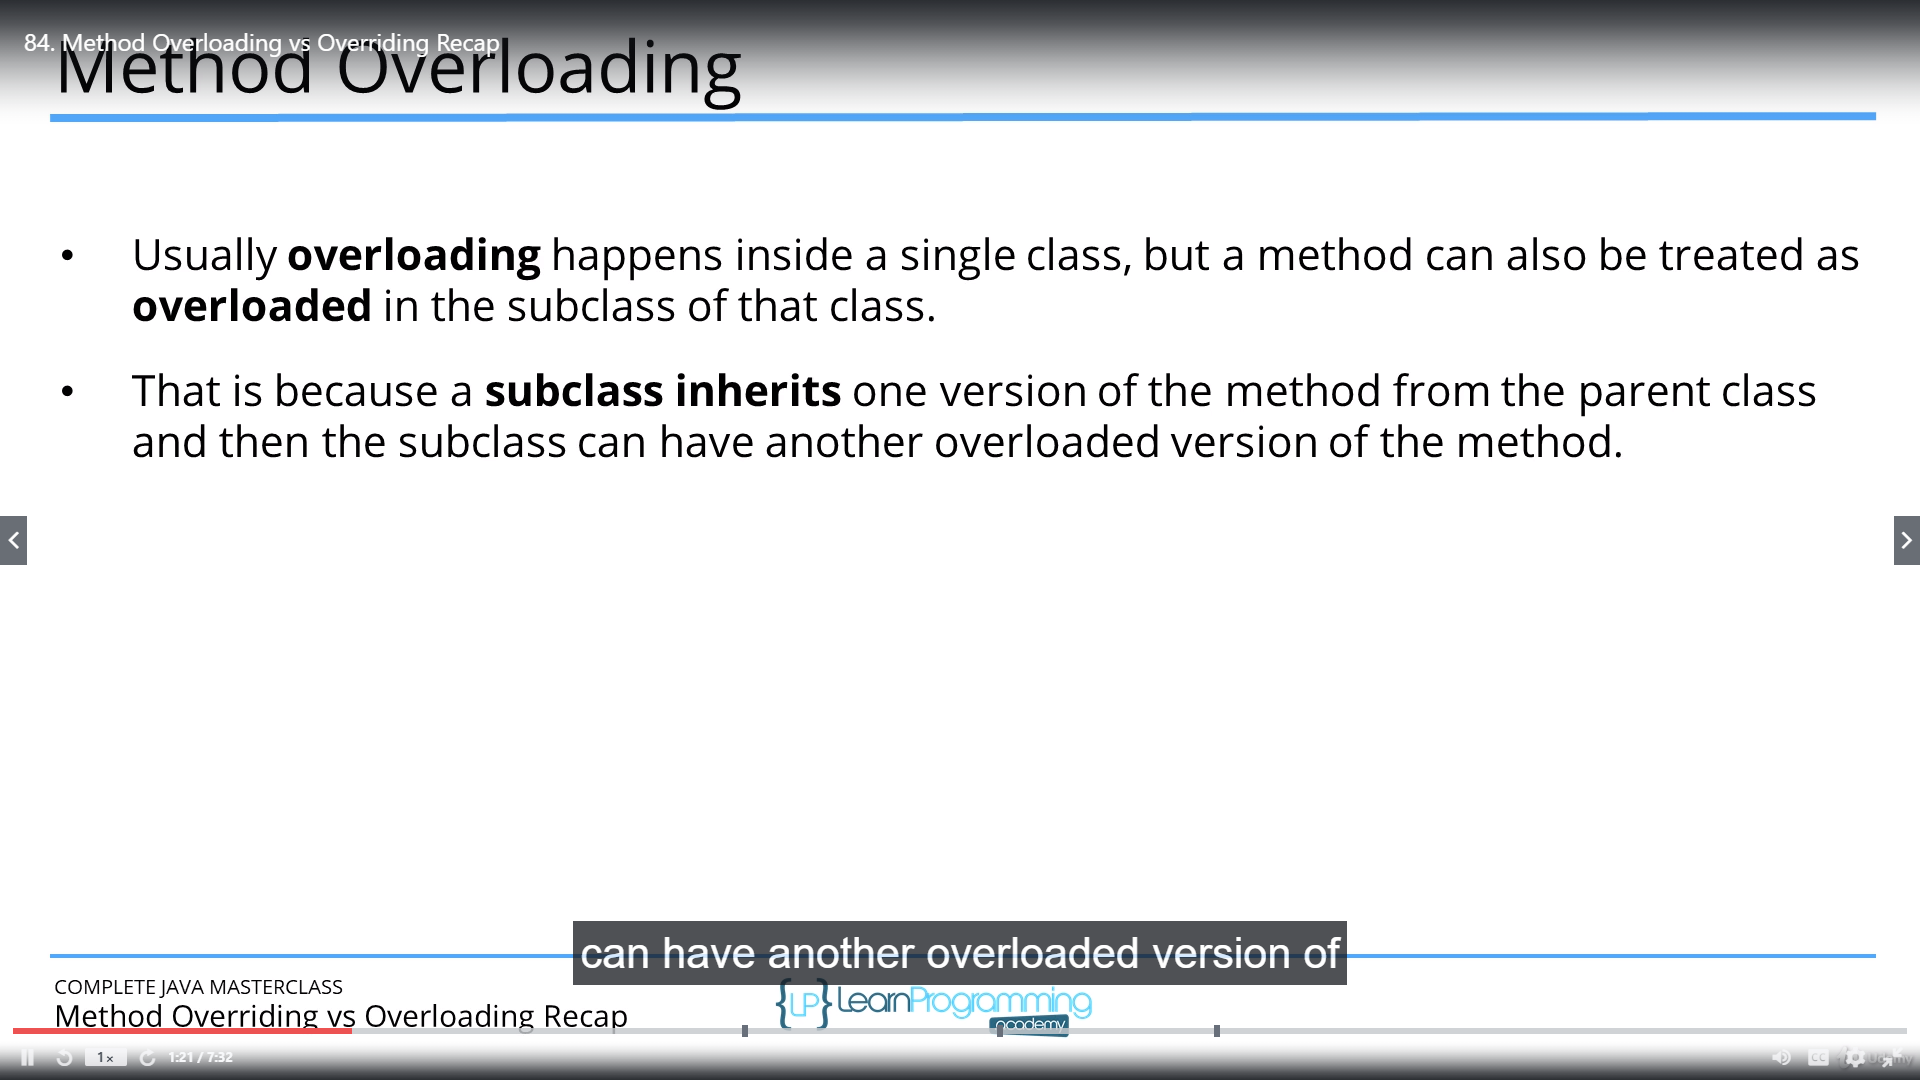 84. Method Overloading vs Overriding Recap
Method Overloading
• Usually overloading happens inside a single class, but a method can also be treated as
overloaded in the subclass of that class.
• That is because a subclass inherits one version of the method from the parent class
and then the subclass can have another overloaded version of the method.
can have another overloaded version of
COMPLETE JAVA MASTERCLASS
Method Overriding vs Overloading Recap
{LP} LearnProgramming
academy
1x
1:21 / 7:32
CC
Udemy